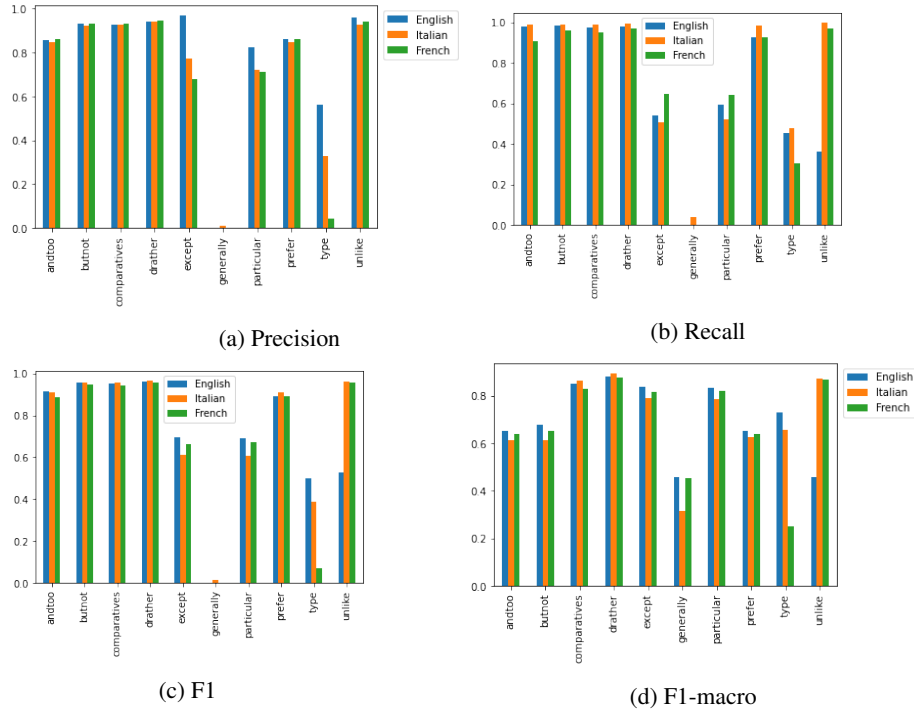 1.0
0.8
0.6
0.4
0.2
0.0
andtoo
butnot
comparatives
drather
except
generally
particular
prefer
type
unlike
English
Italian
French
(a) Precision
1.0
0.8
0.6
0.4
0.2
0.0
andtoo
butnot
comparatives
drather
except
generally
particular
prefer
type
unlike
English
Italian
French
(b) Recall
1.0
0.8
0.6
0.4
0.2
0.0
andtoo
butnot
comparatives
drather
except
generally
particular
prefer
type
unlike
English
Italian
French
(c) F1
0.8
0.6
0.4
0.2
0.0
andtoo
butnot
comparatives
drather
except
generally
particular
prefer
type
unlike
English
Italian
French
(d) F1-macro